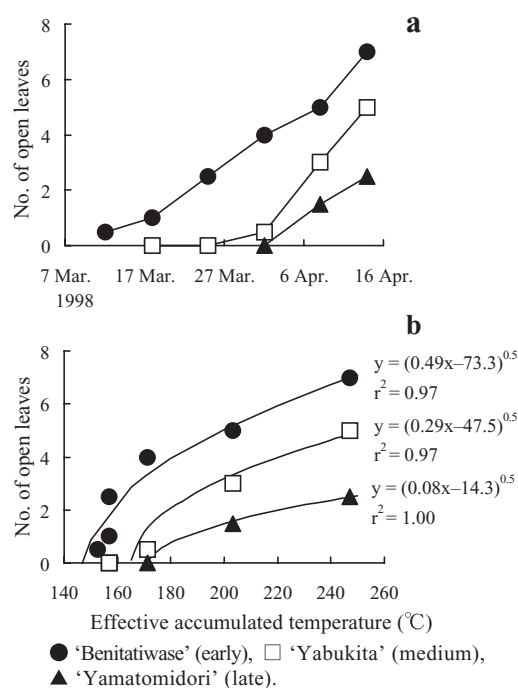 a
No. of open leaves
8
6
4
2
0
7 Mar.
1998
17 Mar.
27 Mar.
6 Apr.
16 Apr.
b
No. of open leaves
8
6
4
2
0
y = (0.49x–73.3)^0.5
r² = 0.97
y = (0.29x–47.5)^0.5
r² = 0.97
y = (0.08x–14.3)^0.5
r² = 1.00
140 160 180 200 220 240 260
Effective accumulated temperature (℃)
● 'Benitatiwase' (early), □ 'Yabukita' (medium),
▲ 'Yamatomidori' (late).